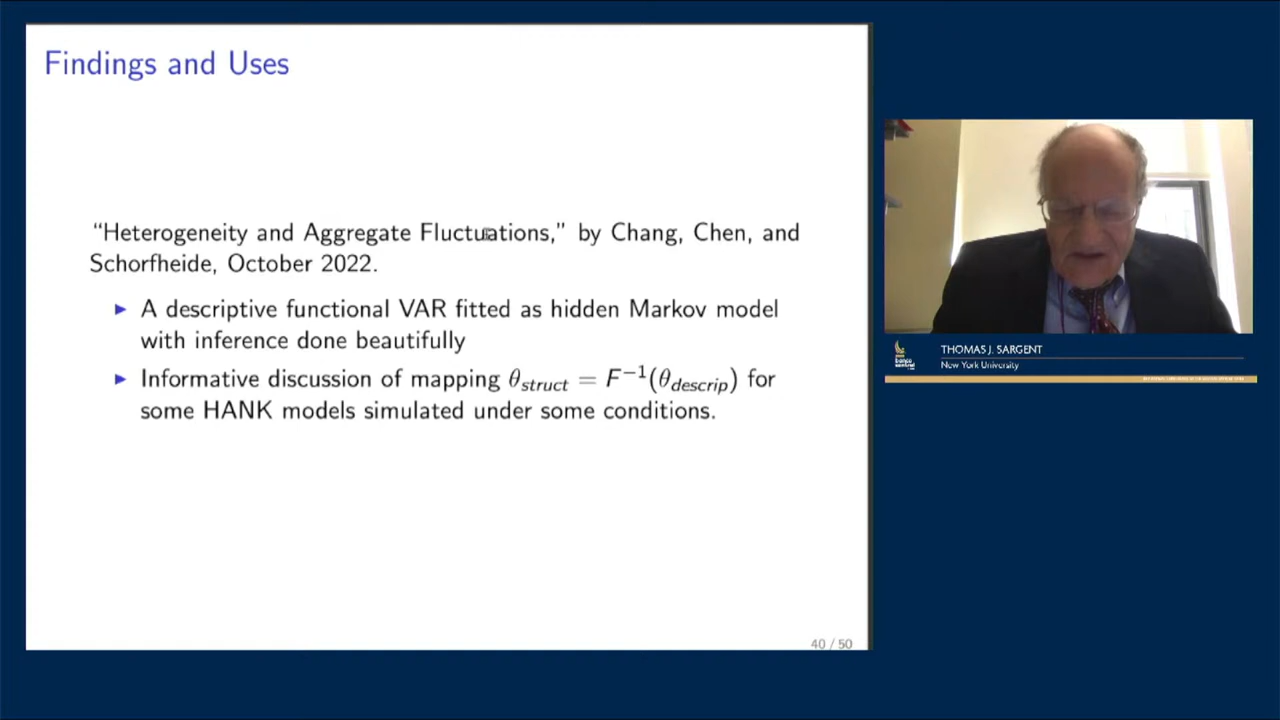 Findings and Uses
“Heterogeneity and Aggregate Fluctuations,” by Chang, Chen, and
Schorfheide, October 2022.
▶ A descriptive functional VAR fitted as hidden Markov model
with inference done beautifully
▶ Informative discussion of mapping θ_struct = F⁻¹(θ_descrip) for
some HANK models simulated under some conditions.
40 / 50
THOMAS J. SARGENT
New York University